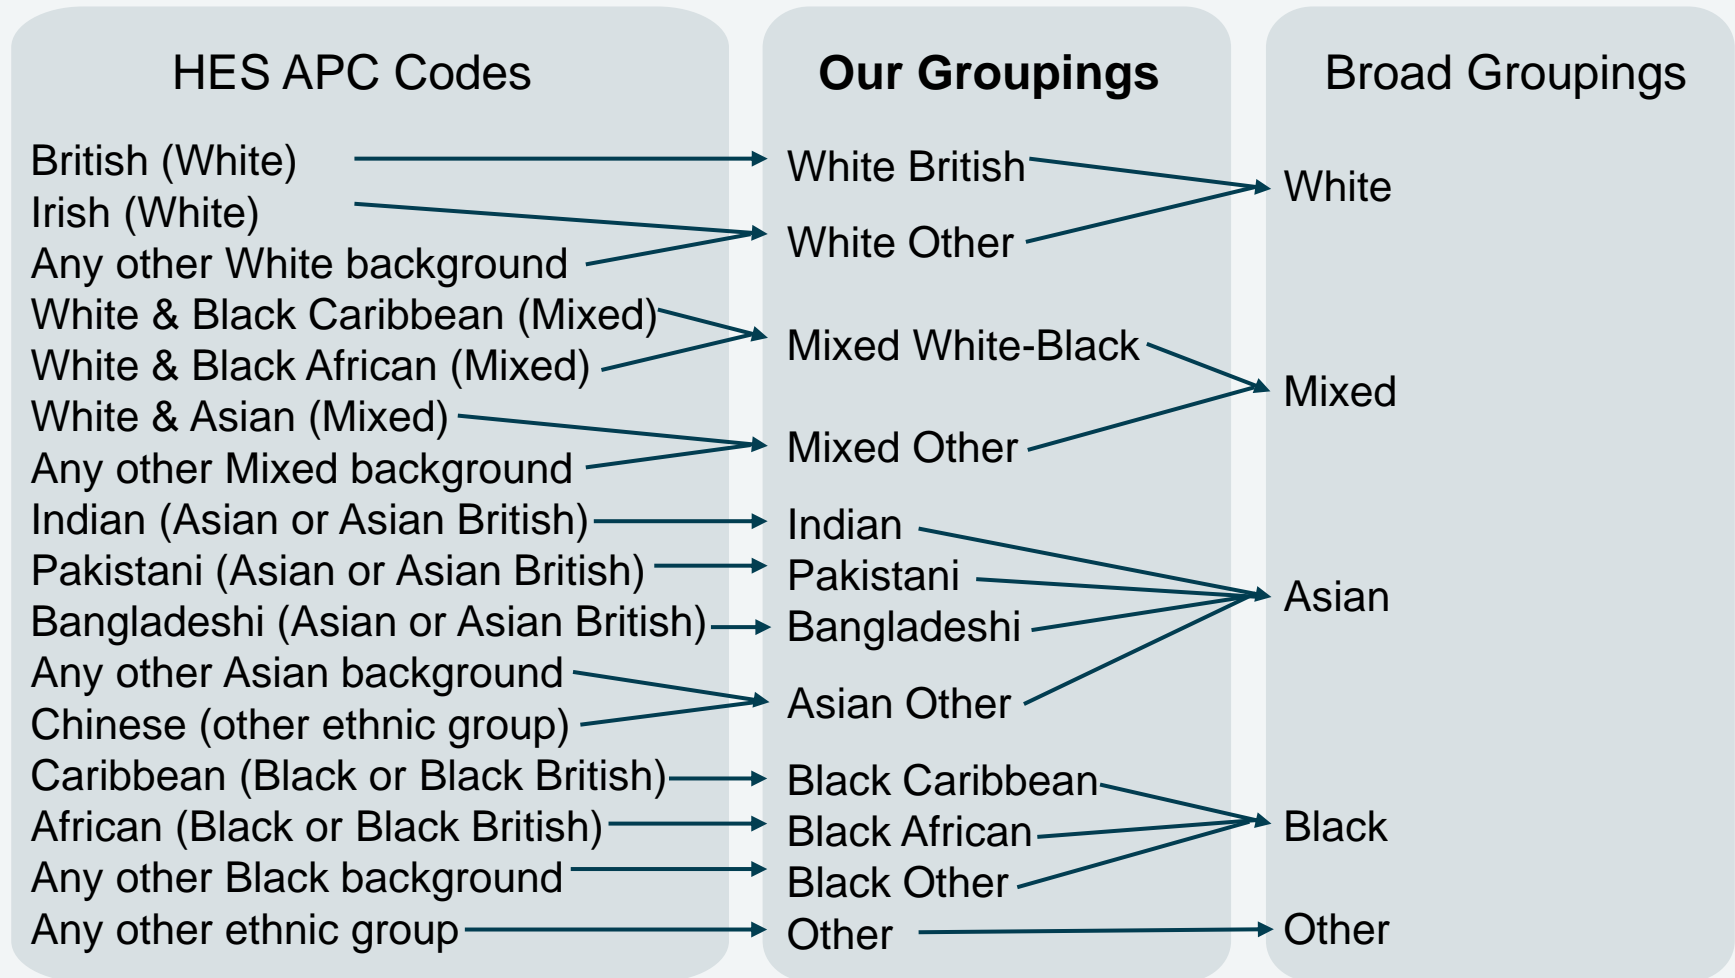 HES APC Codes
British (White)
Irish (White)
Any other White background
White & Black Caribbean (Mixed)
White & Black African (Mixed)
White & Asian (Mixed)
Any other Mixed background
Indian (Asian or Asian British)
Pakistani (Asian or Asian British)
Bangladeshi (Asian or Asian British)
Any other Asian background
Chinese (other ethnic group)
Caribbean (Black or Black British)
African (Black or Black British)
Any other Black background
Any other ethnic group
Our Groupings
White British
White Other
Mixed White-Black
Mixed Other
Indian
Pakistani
Bangladeshi
Asian Other
Black Caribbean
Black African
Black Other
Other
Broad Groupings
White
Mixed
Asian
Black
Other